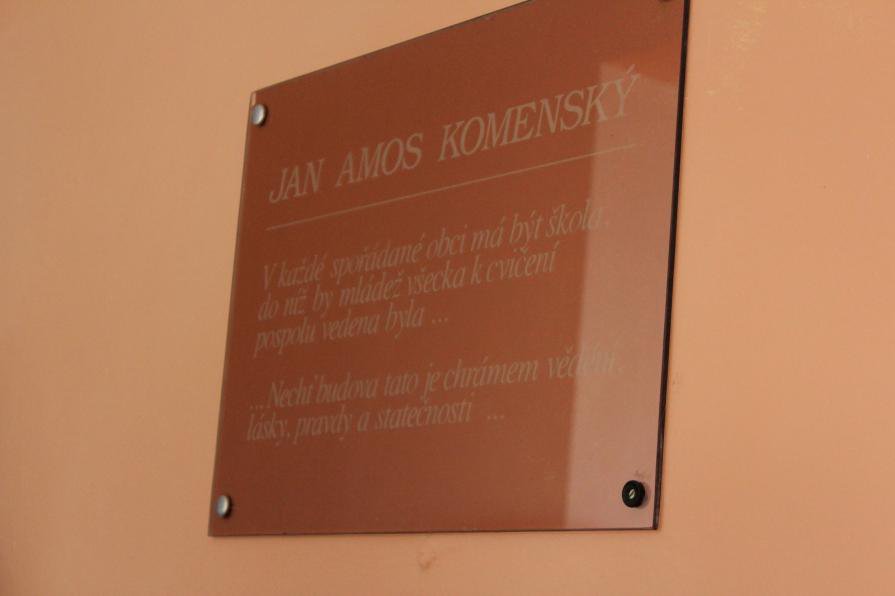 JAN AMOS KOMENSKÝ
V každé spořádané obci má být škola,
do níž by mládež všecka k cvičení
pospolu vedena byla ...
... Nechť budova tato je chrámem vědění,
lásky, pravdy a statečnosti ...